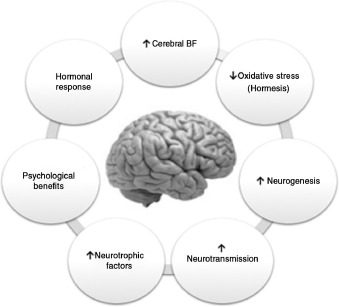 ↑ Cerebral BF
↓Oxidative stress
(Hormesis)
↑ Neurogenesis
↑
Neurotransmission
↑Neurotrophic
factors
Psychological
benefits
Hormonal
response